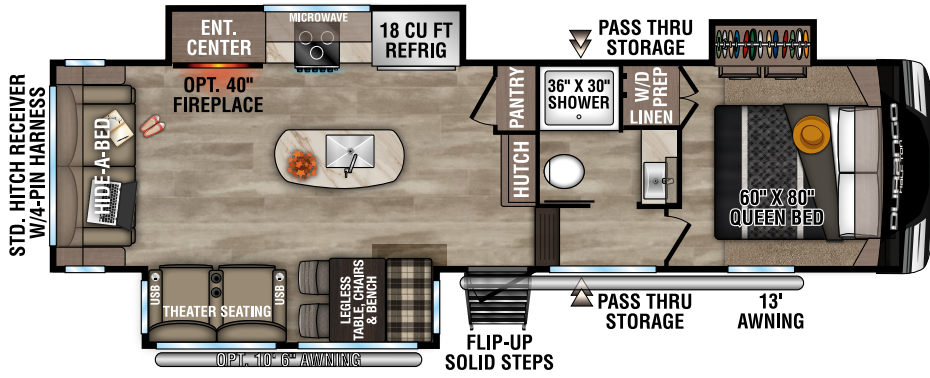 MICROWAVE
ENT.
CENTER
18 CU FT
REFRIG
PASS THRU
STORAGE
OPT. 40"
FIREPLACE
PANTRY
36" X 30"
SHOWER
W/D
PREP
LINEN
STD. HITCH RECEIVER
W/4-PIN HARNESS
HIDE-A-BED
HUTCH
60" X 80"
QUEEN BED
DURANGO
USB
THEATER SEATING
USB
LEGLESS
TABLE, CHAIRS
& BENCH
FLIP-UP
SOLID STEPS
PASS THRU
STORAGE
13'
AWNING
OPT. 10' 6" AWNING